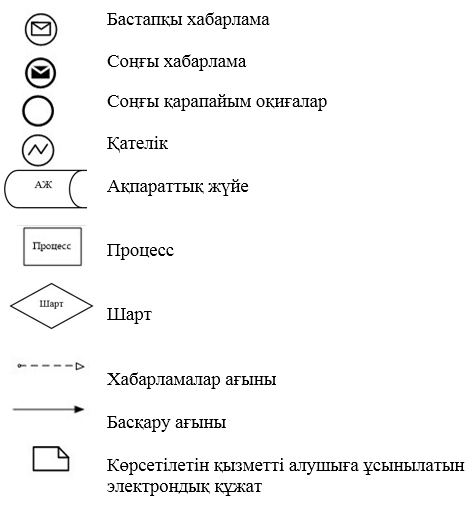 Бастапқы хабарлама
Соңғы хабарлама
Соңғы қарапайым оқиғалар
Қателік
АЖ Ақпараттық жүйе
Процесс Процесс
Шарт
Шарт
Хабарламалар ағыны
Басқару ағыны
Көрсетілетін қызметті алушыға ұсынылатын
электрондық құжат